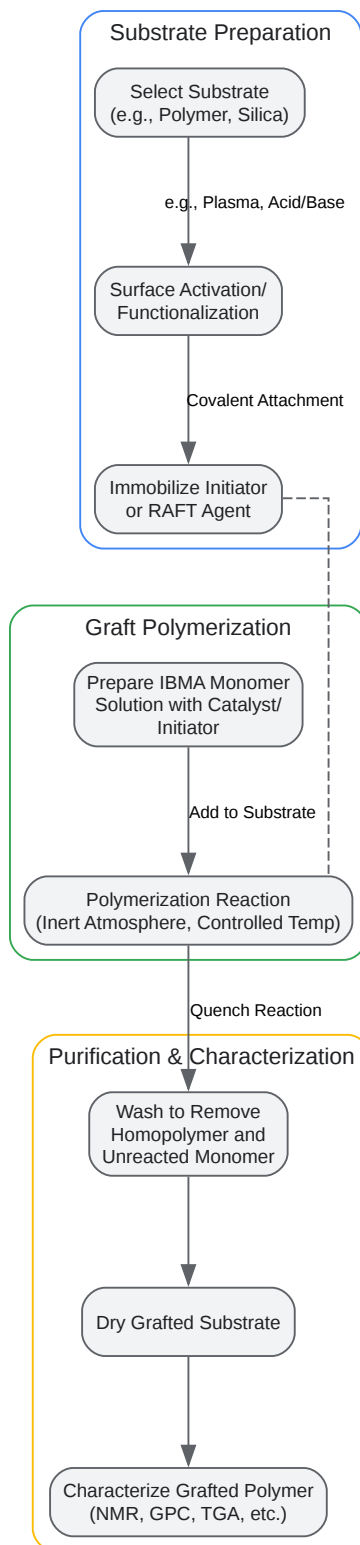 Substrate Preparation
Select Substrate
(e.g., Polymer, Silica)
e.g., Plasma, Acid/Base
Surface Activation/
Functionalization
Covalent Attachment
Immobilize Initiator
or RAFT Agent
Graft Polymerization
Prepare IBMA Monomer
Solution with Catalyst/
Initiator
Add to Substrate
Polymerization Reaction
(Inert Atmosphere, Controlled Temp)
Quench Reaction
Purification & Characterization
Wash to Remove
Homopolymer and
Unreacted Monomer
Dry Grafted Substrate
Characterize Grafted Polymer
(NMR, GPC, TGA, etc.)